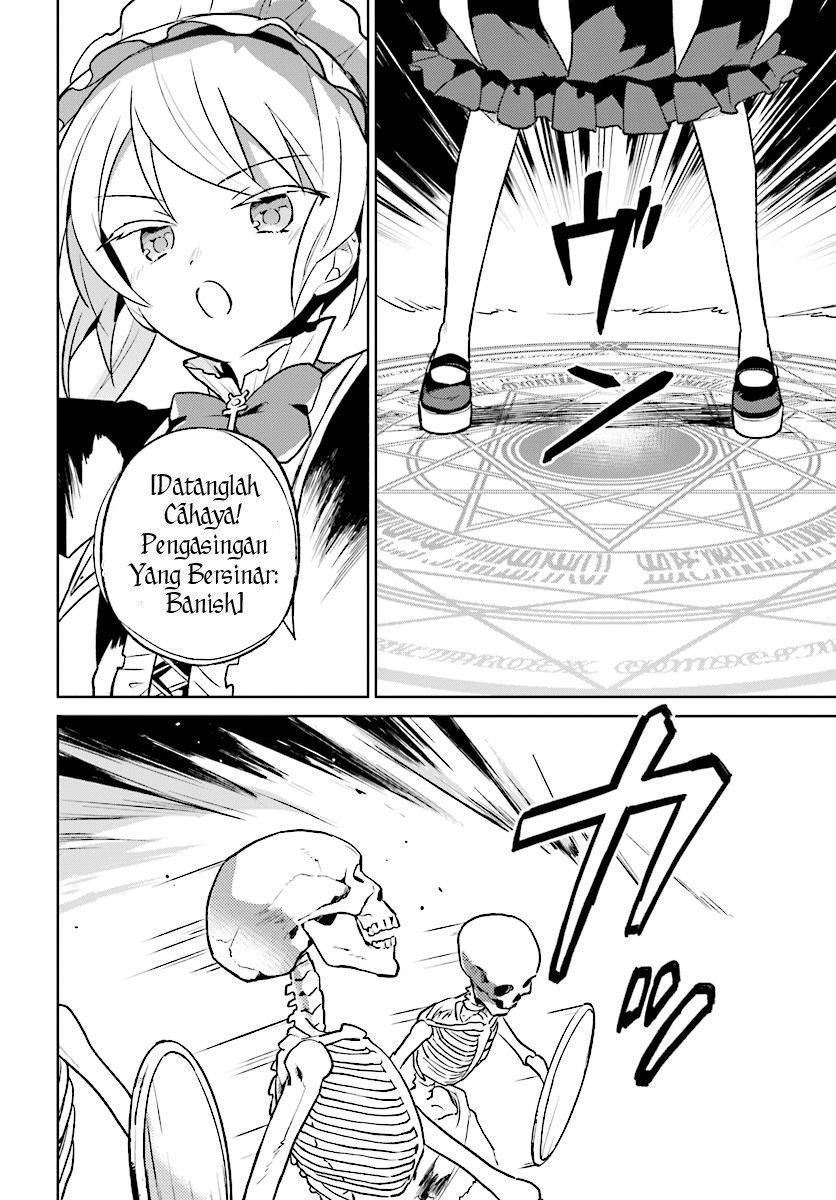 ヴン
[Datanglah
Cahaya!
Pengasingan
Yang Bersinar:
Banish]
カッ